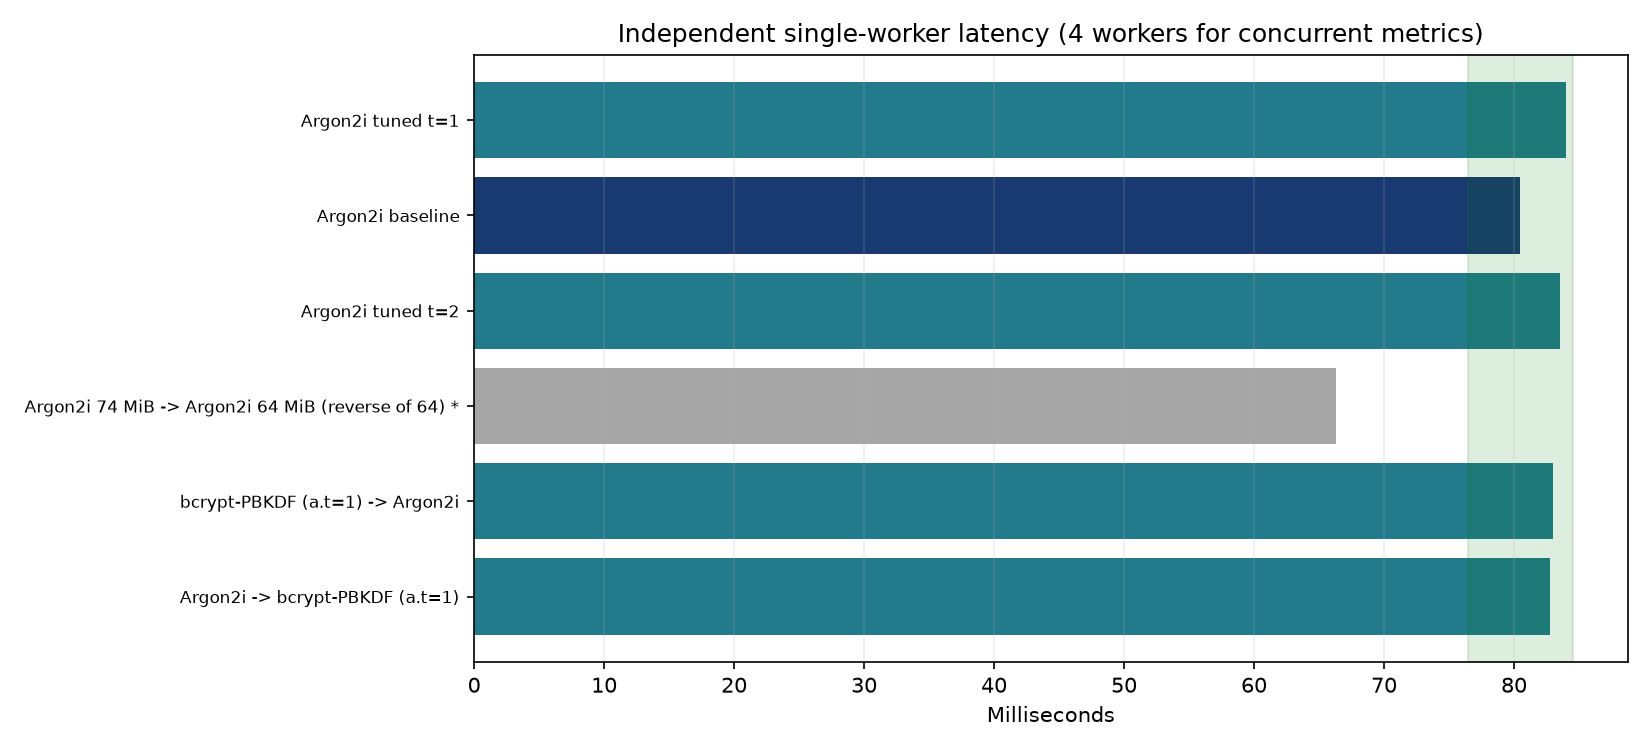 Independent single-worker latency (4 workers for concurrent metrics)
Argon2i tuned t=1
Argon2i baseline
Argon2i tuned t=2
Argon2i 74 MiB -> Argon2i 64 MiB (reverse of 64) *
bcrypt-PBKDF (a.t=1) -> Argon2i
Argon2i -> bcrypt-PBKDF (a.t=1)
0 10 20 30 40 50 60 70 80
Milliseconds